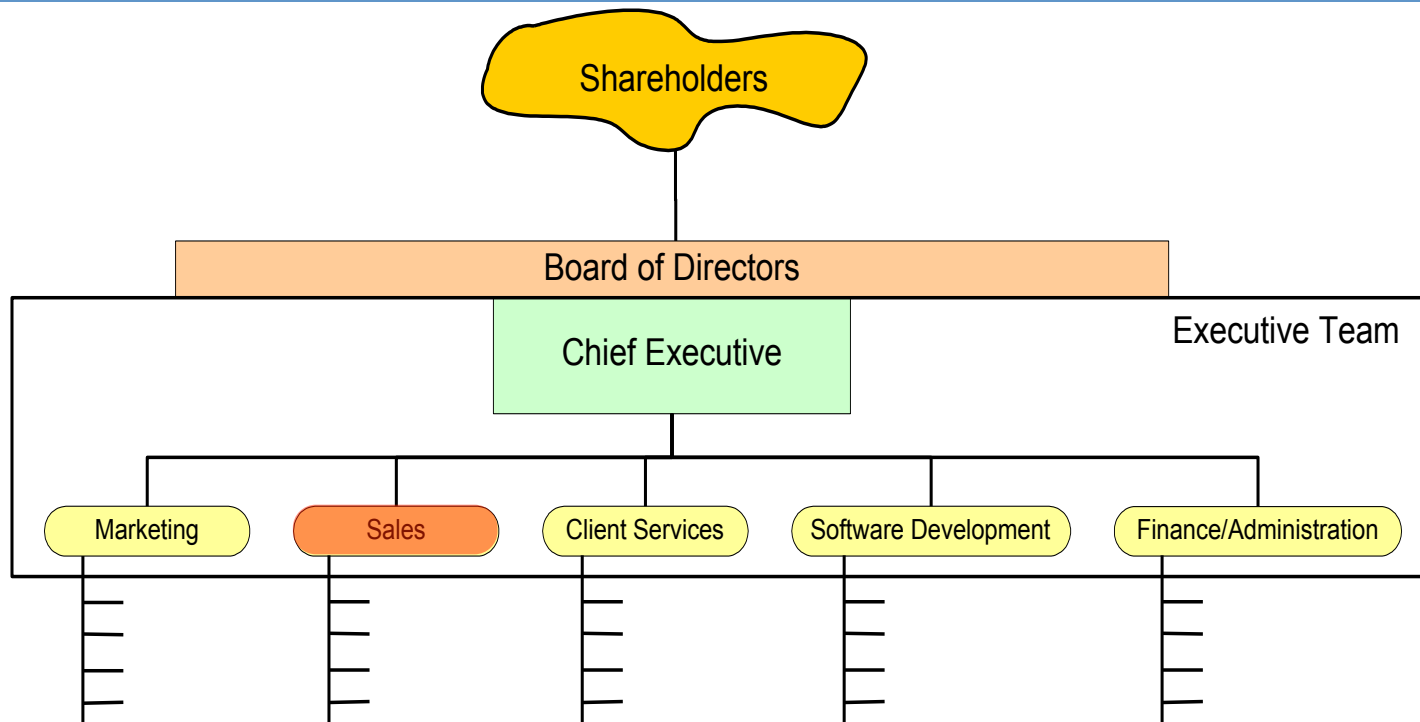 Shareholders
Board of Directors
Executive Team
Chief Executive
Marketing
Sales
Client Services
Software Development
Finance/Administration